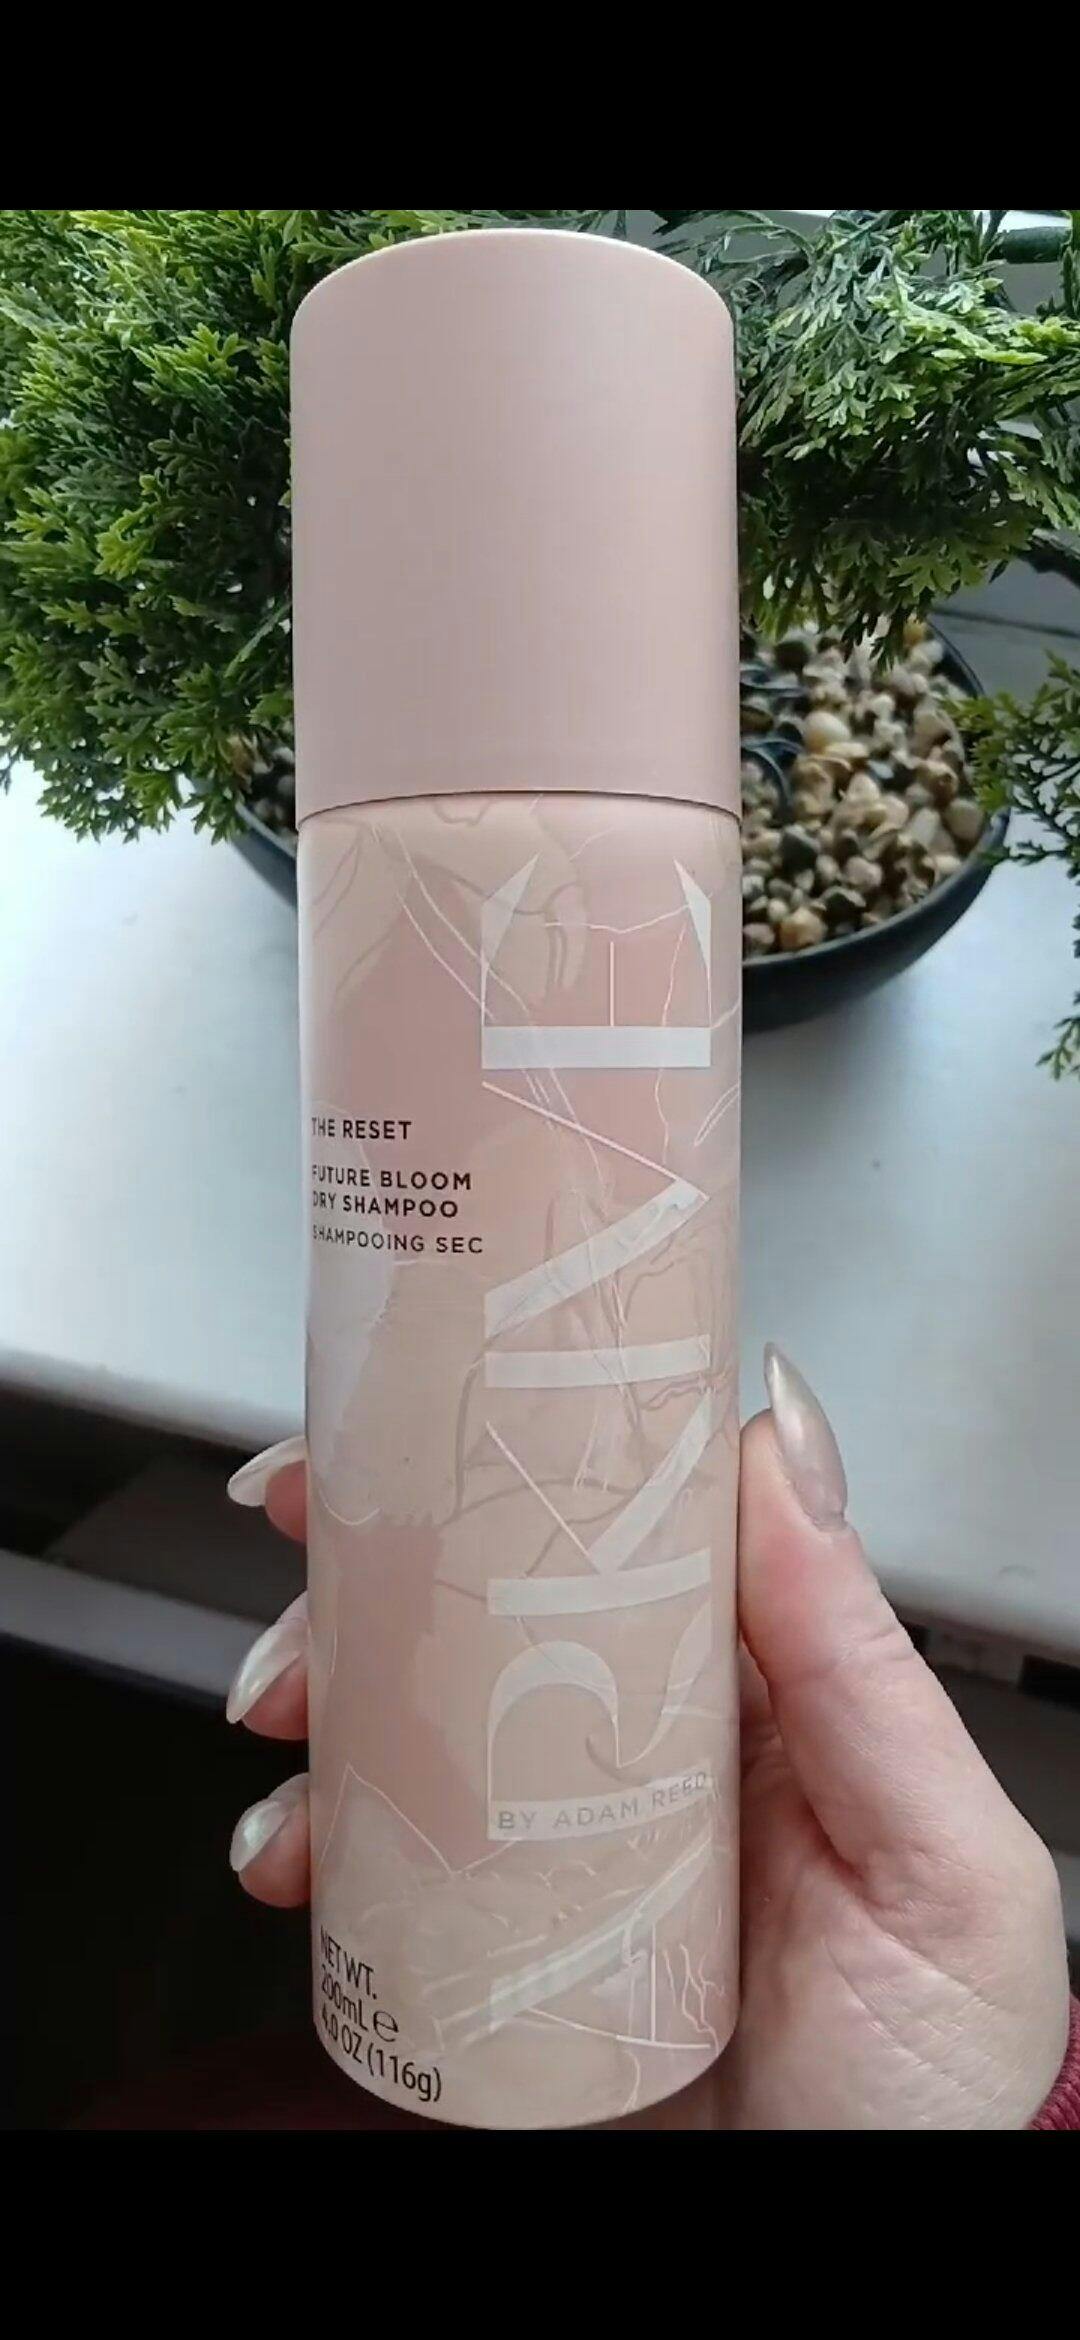 THE RESET
FUTURE BLOOM
DRY SHAMPOO
SHAMPOOING SEC
ARKIVE
BY ADAM REED
NET WT.
200mL e
4.0 OZ (116g)